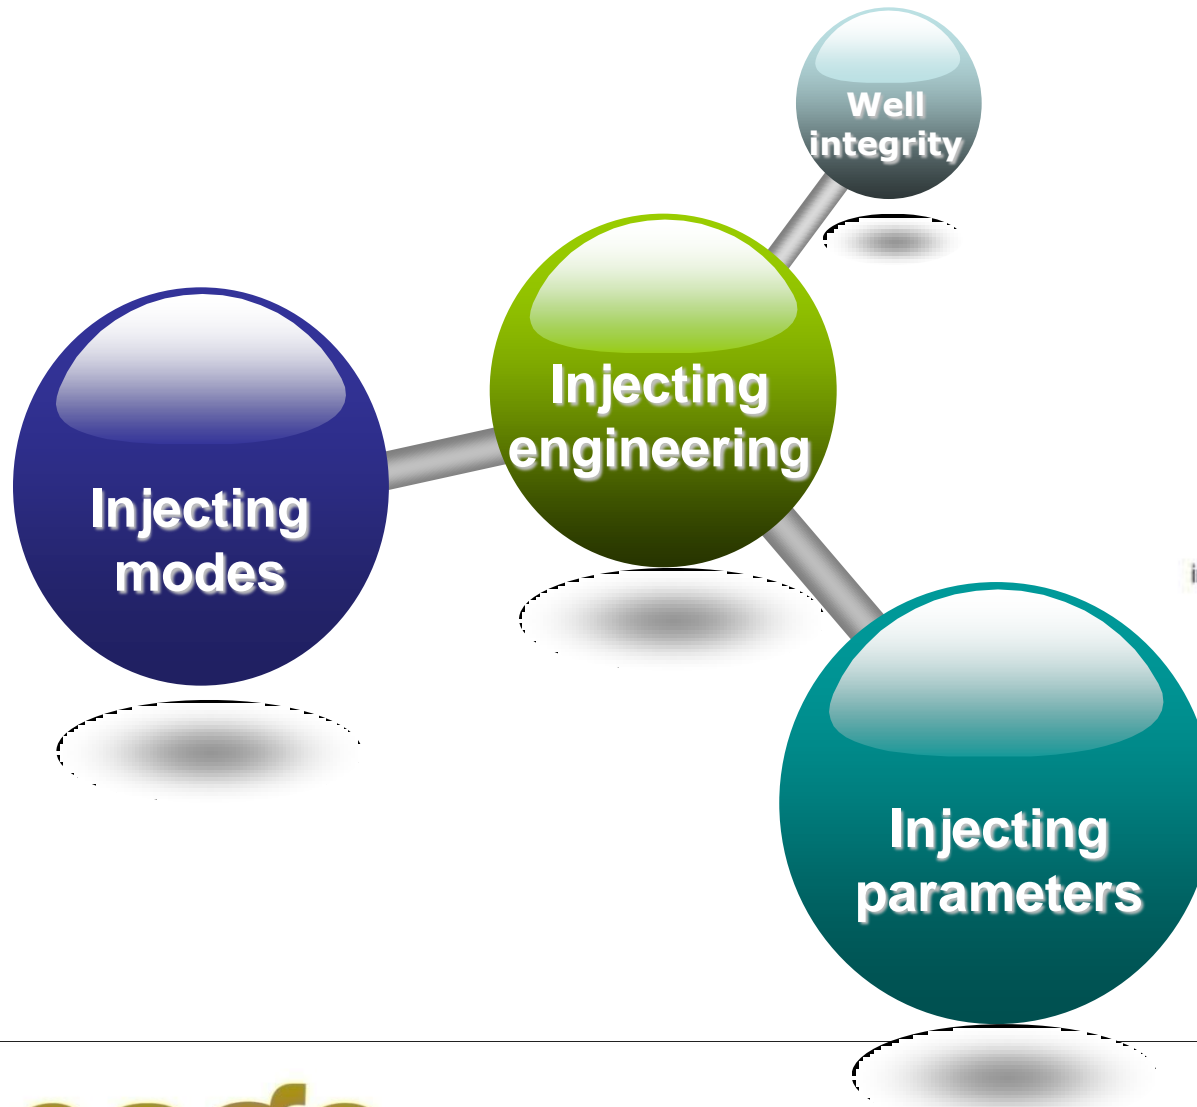 Well
integrity
Injecting
engineering
Injecting
modes
Injecting
parameters